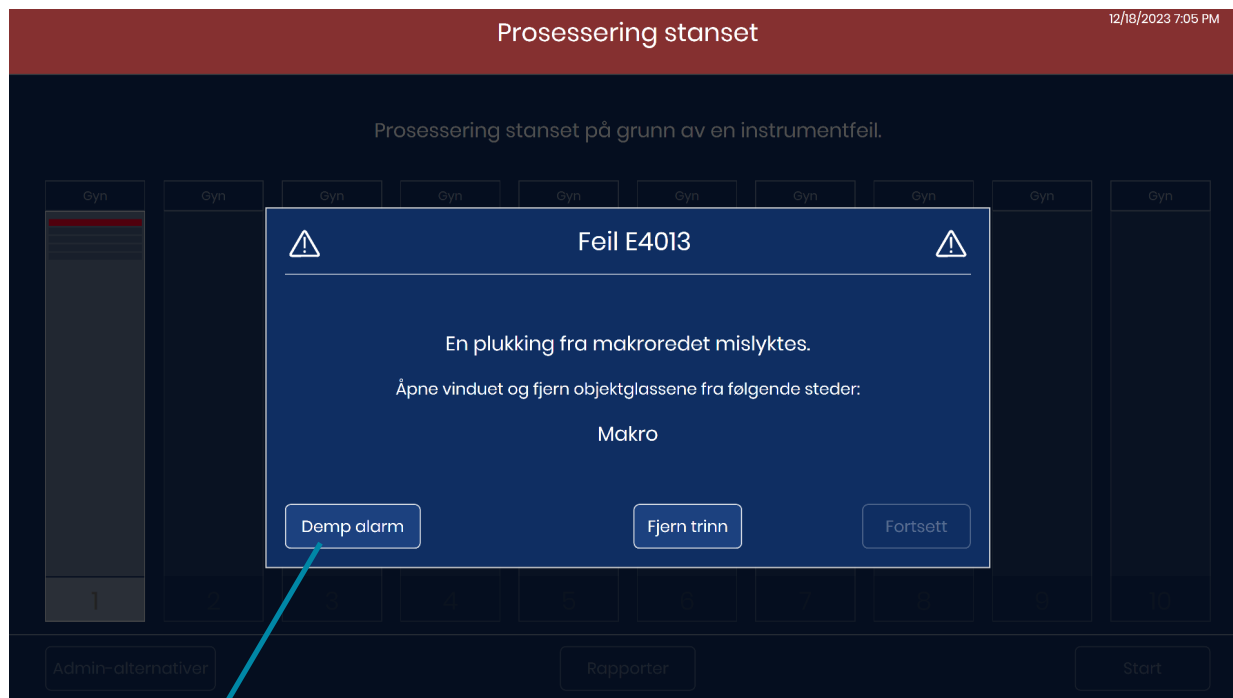 Prosessering stanset
12/18/2023 7:05 PM
Prosessering stanset på grunn av en instrumentfeil.
Gyn Gyn Gyn Gyn Gyn Gyn Gyn Gyn Gyn Gyn
Feil E4013
En plukking fra makroredet mislyktes.
Åpne vinduet og fjern objektglassene fra følgende steder:
Makro
Demp alarm Fjern trinn Fortsett
1 2 3 4 5 6 7 8 9 10
Admin-alternativer Rapporter Start